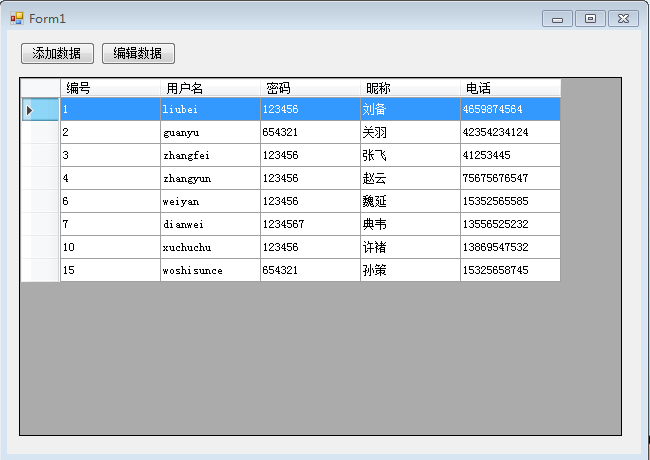 Form1
添加数据 编辑数据
编号 用户名 密码 昵称 电话
1 liubei 123456 刘备 4659874564
2 guanyu 654321 关羽 42354234124
3 zhangfei 123456 张飞 41253445
4 zhangyun 123456 赵云 75675676547
6 weiyan 123456 魏延 15352565585
7 dianwei 1234567 典韦 13556525232
10 xuchuchu 123456 许褚 13869547532
15 woshisunce 654321 孙策 15325658745